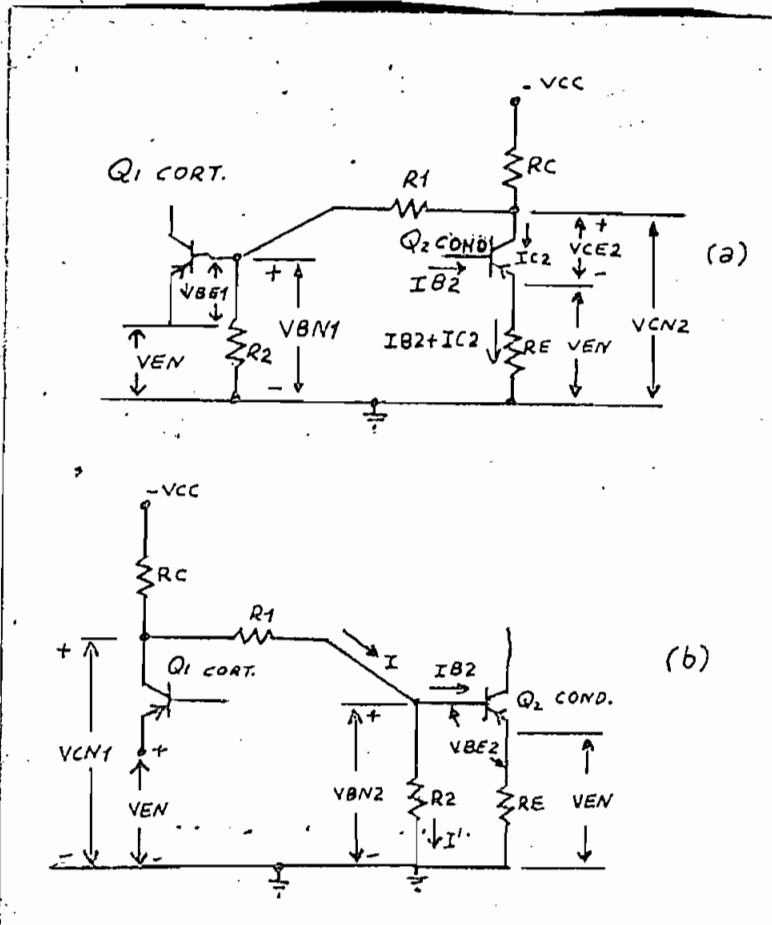 - VCC
RC
Q1 CORT.
R1
Q2 COND
IC2
+
VCE2
-
(a)
IB2
VBE1
+
VBN1
VEN
R2
IB2+IC2
RE
VEN
VCN2
-
- VCC
RC
R1
+
I
Q1 CORT.
IB2
(b)
Q2 COND.
+
VCN1
+
VBE2
VEN
VBN2
R2
RE
VEN
I'
-
-
-